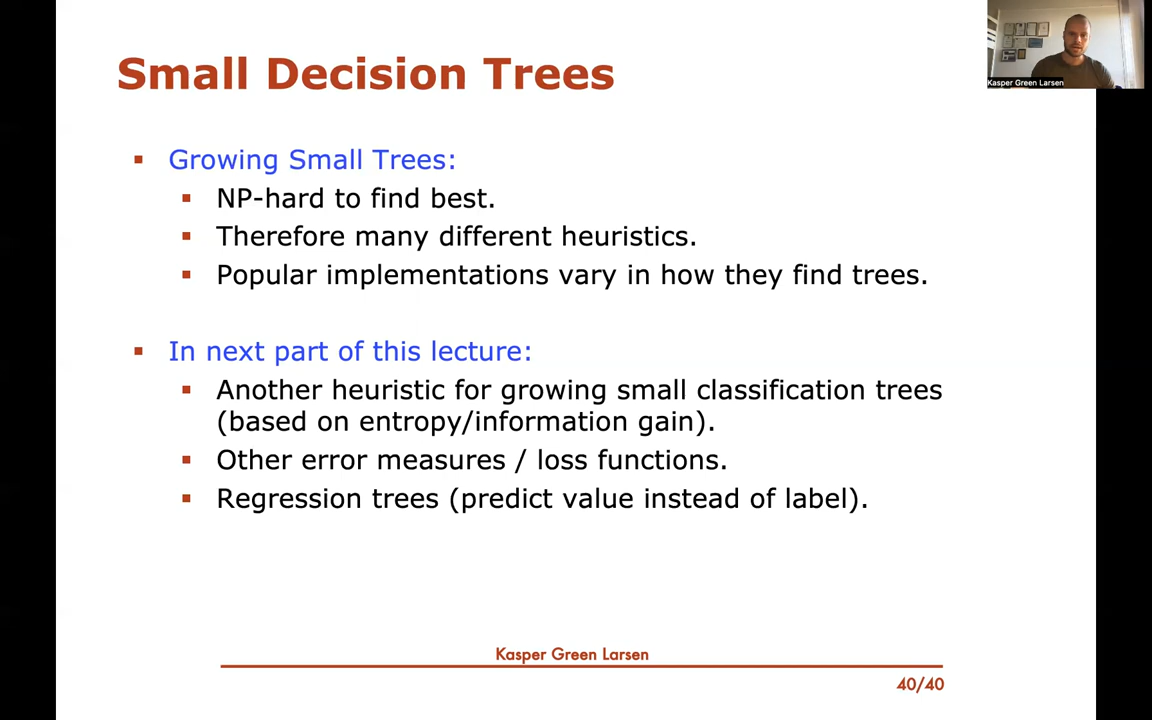 Small Decision Trees
Kasper Green Larsen
▪ Growing Small Trees:
▪ NP-hard to find best.
▪ Therefore many different heuristics.
▪ Popular implementations vary in how they find trees.
▪ In next part of this lecture:
▪ Another heuristic for growing small classification trees
(based on entropy/information gain).
▪ Other error measures / loss functions.
▪ Regression trees (predict value instead of label).
Kasper Green Larsen
40/40